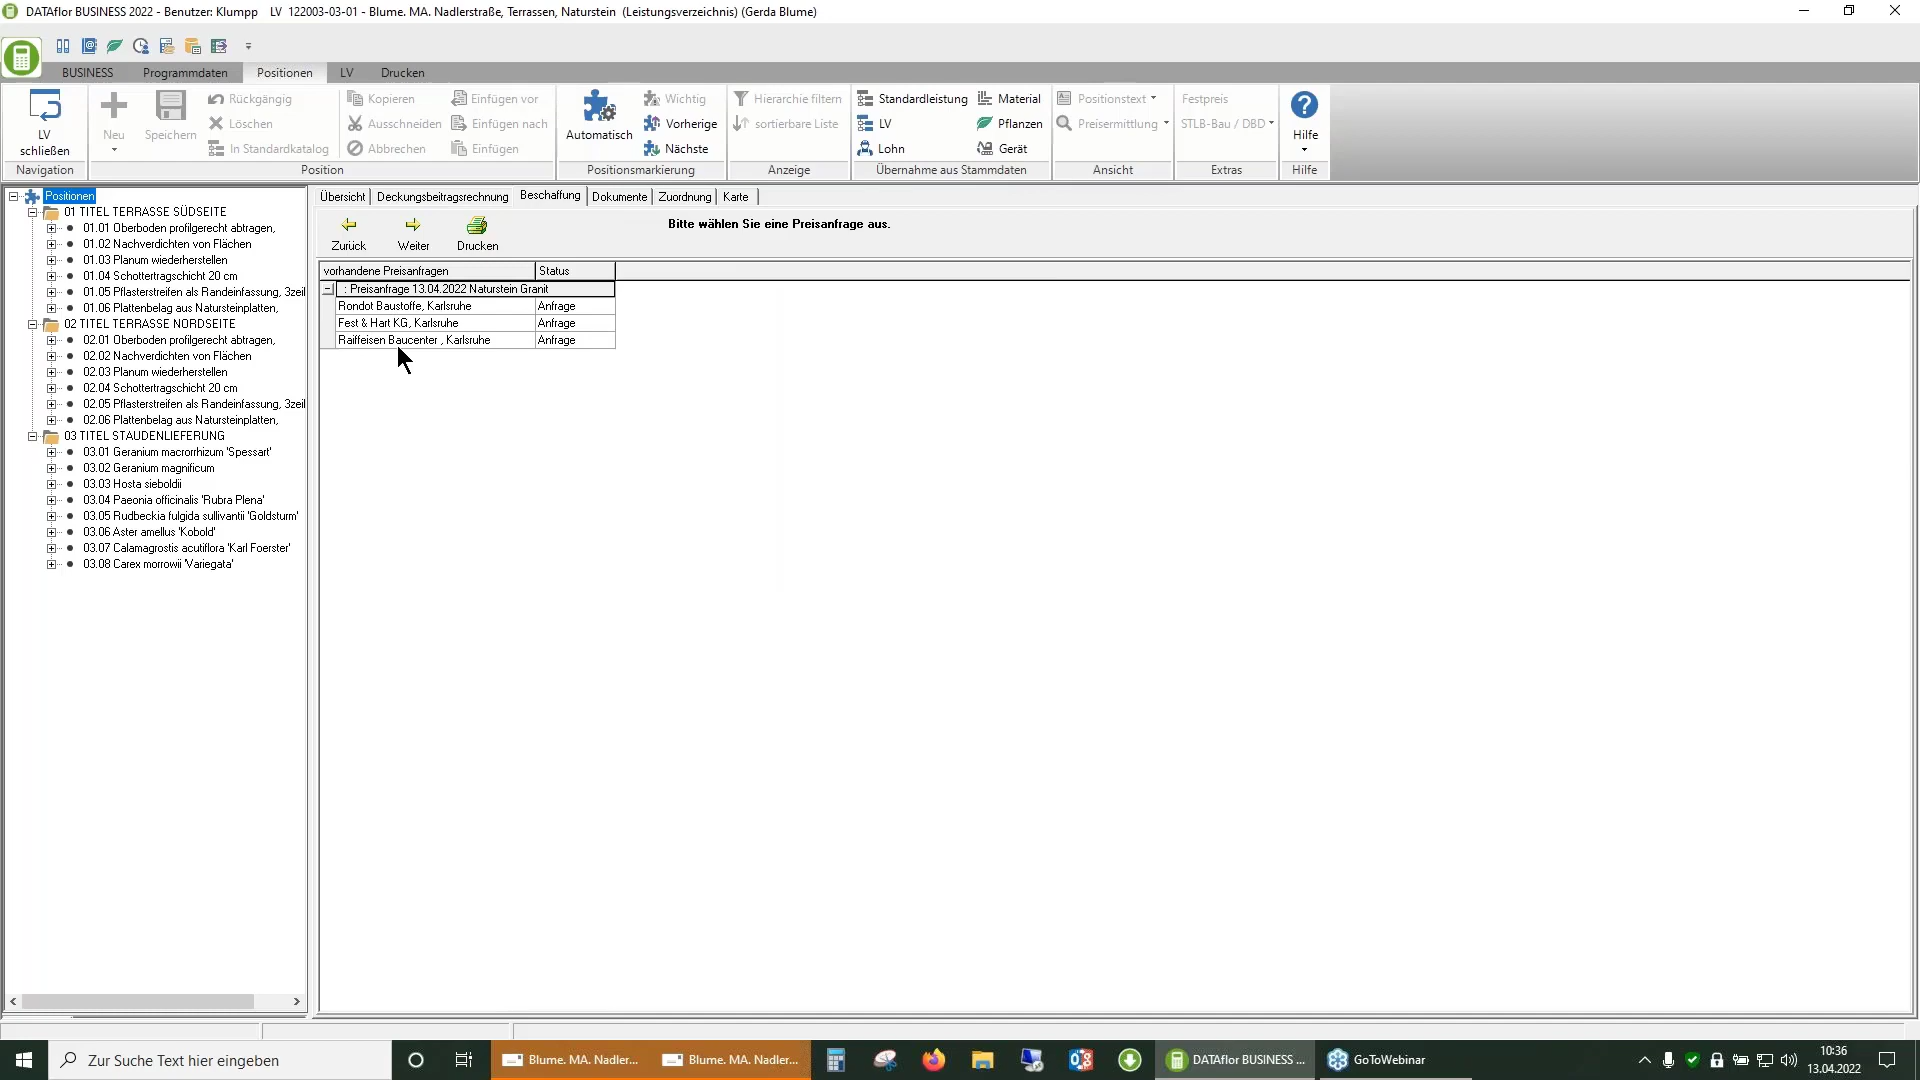 DATAflor BUSINESS 2022 - Benutzer: Klumpp    LV  122003-03-01 - Blume. MA. Nadlerstraße, Terrassen, Naturstein  (Leistungsverzeichnis) (Gerda Blume)
BUSINESS
Programmdaten
Positionen
LV
Drucken
LV schließen
Navigation
Neu
Speichern
Rückgängig
Löschen
In Standardkatalog
Kopieren
Ausschneiden
Abbrechen
Einfügen vor
Einfügen nach
Einfügen
Position
Automatisch
Wichtig
Vorherige
Nächste
Positionsmarkierung
Hierarchie filtern
sortierbare Liste
Anzeige
Standardleistung
LV
Lohn
Material
Pflanzen
Gerät
Übernahme aus Stammdaten
Positionstext
Preisermittlung
Ansicht
Festpreis
STLB-Bau / DBD
Extras
Hilfe
Hilfe
Positionen
01 TITEL TERRASSE SÜDSEITE
01.01 Oberboden profilgerecht abtragen,
01.02 Nachverdichten von Flächen
01.03 Planum wiederherstellen
01.04 Schottertragschicht 20 cm
01.05 Pflasterstreifen als Randeinfassung, 3zeil
01.06 Plattenbelag aus Natursteinplatten,
02 TITEL TERRASSE NORDSEITE
02.01 Oberboden profilgerecht abtragen,
02.02 Nachverdichten von Flächen
02.03 Planum wiederherstellen
02.04 Schottertragschicht 20 cm
02.05 Pflasterstreifen als Randeinfassung, 3zeil
02.06 Plattenbelag aus Natursteinplatten,
03 TITEL STAUDENLIEFERUNG
03.01 Geranium macrorrhizum 'Spessart'
03.02 Geranium magnificum
03.03 Hosta sieboldii
03.04 Paeonia officinalis 'Rubra Plena'
03.05 Rudbeckia fulgida sullivantii 'Goldsturm'
03.06 Aster amellus 'Kobold'
03.07 Calamagrostis acutiflora 'Karl Foerster'
03.08 Carex morrowii 'Variegata'
Übersicht
Deckungsbeitragsrechnung
Beschaffung
Dokumente
Zuordnung
Karte
Zurück
Weiter
Drucken
Bitte wählen Sie eine Preisanfrage aus.
vorhandene Preisanfragen    Status
: Preisanfrage 13.04.2022 Naturstein Granit
Rondot Baustoffe, Karlsruhe    Anfrage
Fest & Hart KG, Karlsruhe    Anfrage
Raiffeisen Baucenter , Karlsruhe    Anfrage
Zur Suche Text hier eingeben
Blume. MA. Nadler...
Blume. MA. Nadler...
DATAflor BUSINESS ...
GoToWebinar
10:36
13.04.2022